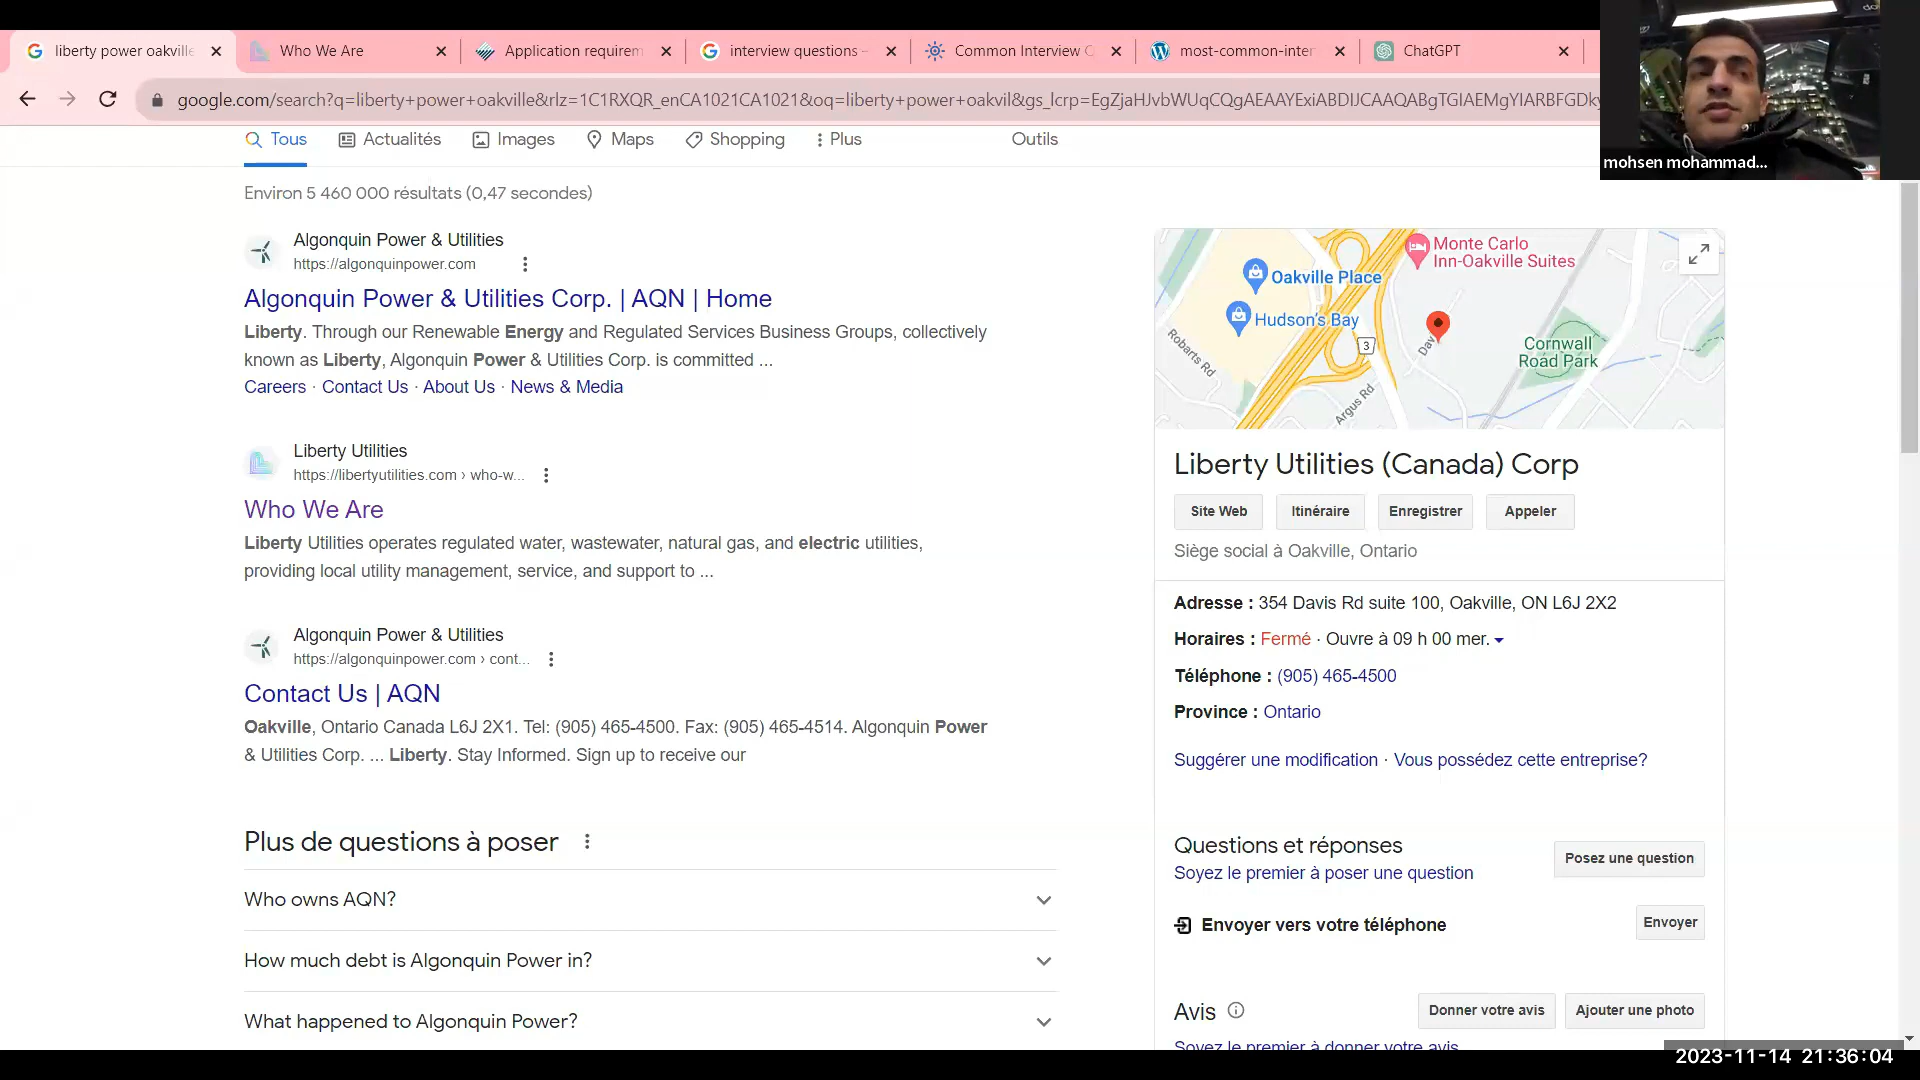 liberty power oakville
Who We Are
Application requirem
interview questions -
Common Interview Q
most-common-inter
ChatGPT
google.com/search?q=liberty+power+oakville&rlz=1C1RXQR_enCA1021CA1021&oq=liberty+power+oakvil&gs_lcrp=EgZjaHJvbWUqCQgAEAAYExiABDIJCAAQABgTGIAEMgYIARBFGDky
mohsen mohammad...
Tous
Actualités
Images
Maps
Shopping
Plus
Outils
Environ 5 460 000 résultats (0,47 secondes)
Algonquin Power & Utilities
https://algonquinpower.com
Algonquin Power & Utilities Corp. | AQN | Home
Liberty. Through our Renewable Energy and Regulated Services Business Groups, collectively
known as Liberty, Algonquin Power & Utilities Corp. is committed ...
Careers · Contact Us · About Us · News & Media
Liberty Utilities
https://libertyutilities.com › who-w...
Who We Are
Liberty Utilities operates regulated water, wastewater, natural gas, and electric utilities,
providing local utility management, service, and support to ...
Algonquin Power & Utilities
https://algonquinpower.com › cont...
Contact Us | AQN
Oakville, Ontario Canada L6J 2X1. Tel: (905) 465-4500. Fax: (905) 465-4514. Algonquin Power
& Utilities Corp. ... Liberty. Stay Informed. Sign up to receive our
Plus de questions à poser
Who owns AQN?
How much debt is Algonquin Power in?
What happened to Algonquin Power?
Monte Carlo
Inn-Oakville Suites
Oakville Place
Hudson's Bay
Roberts Rd
3
Dav
Cornwall
Road Park
Argus Rd
Liberty Utilities (Canada) Corp
Site Web
Itinéraire
Enregistrer
Appeler
Siège social à Oakville, Ontario
Adresse : 354 Davis Rd suite 100, Oakville, ON L6J 2X2
Horaires : Fermé · Ouvre à 09 h 00 mer.
Téléphone : (905) 465-4500
Province : Ontario
Suggérer une modification · Vous possédez cette entreprise?
Questions et réponses
Soyez le premier à poser une question
Posez une question
Envoyer vers votre téléphone
Envoyer
Avis
Donner votre avis
Ajouter une photo
Soyez le premier à donner votre avis
2023-11-14 21:36:04